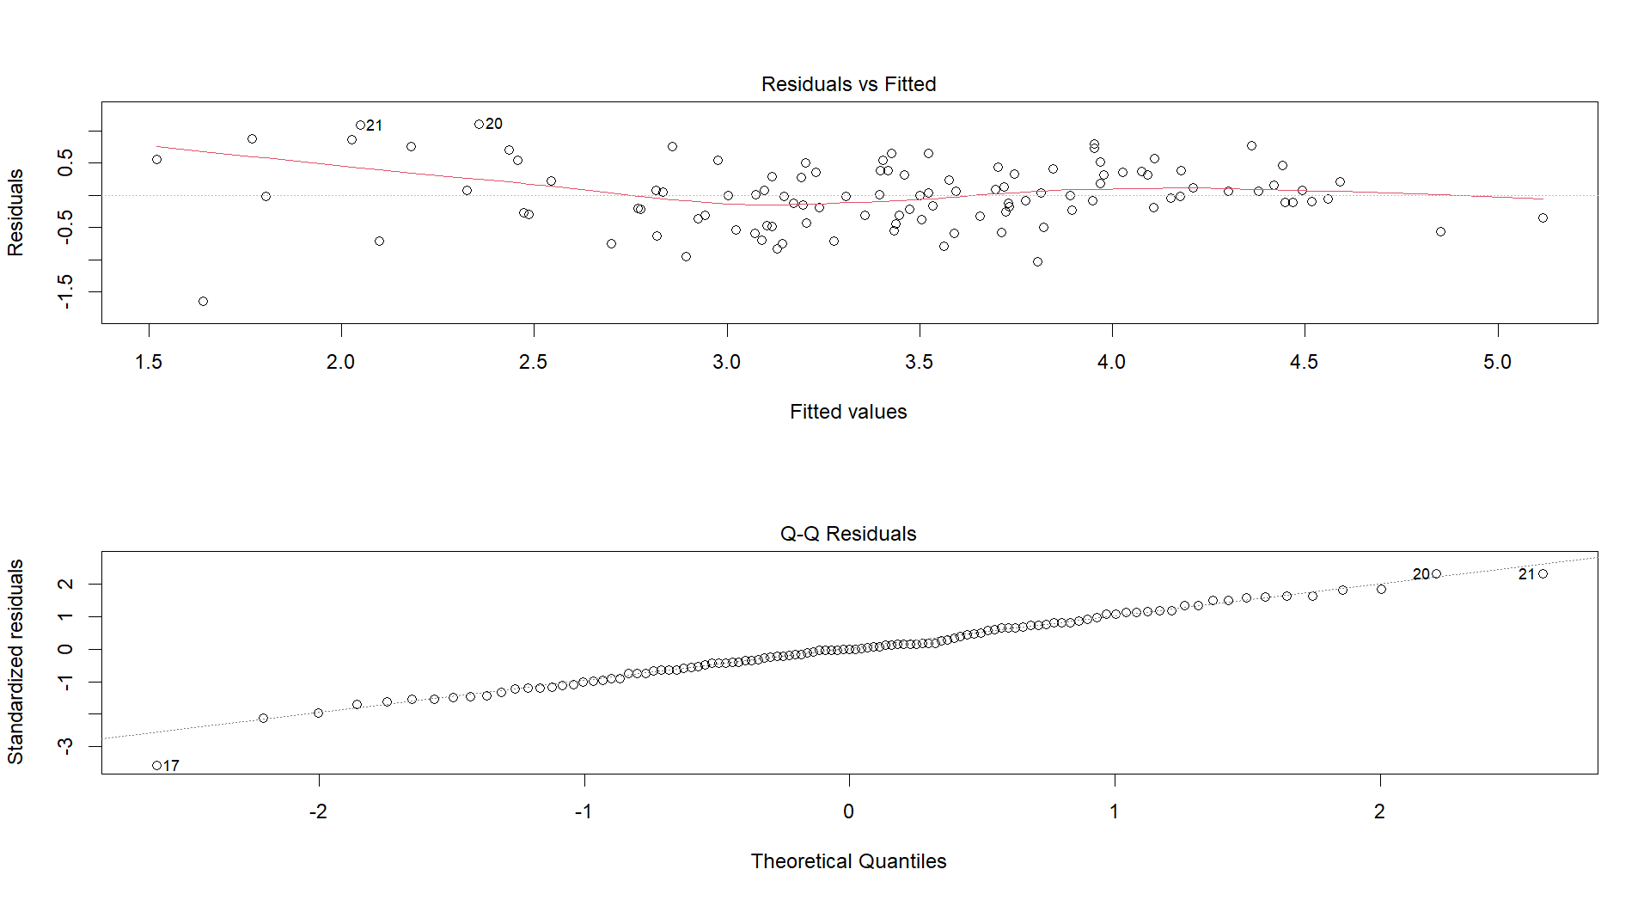 Residuals vs Fitted
Residuals
0.5
-0.5
-1.5
21
20
1.5 2.0 2.5 3.0 3.5 4.0 4.5 5.0
Fitted values
Q-Q Residuals
Standardized residuals
2
1
0
-1
-3
20
21
17
-2 -1 0 1 2
Theoretical Quantiles